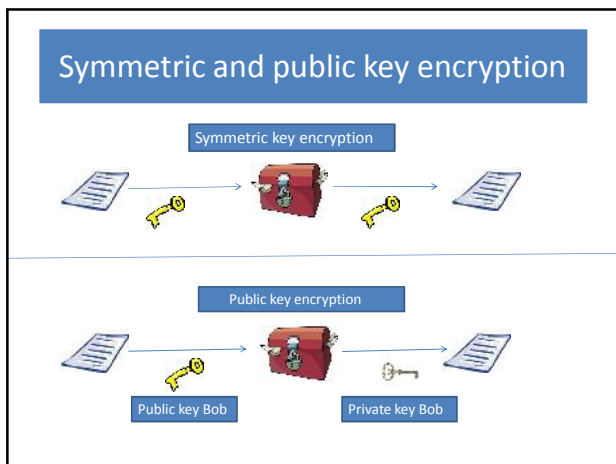 Symmetric and public key encryption
Symmetric key encryption
Public key encryption
Public key Bob
Private key Bob